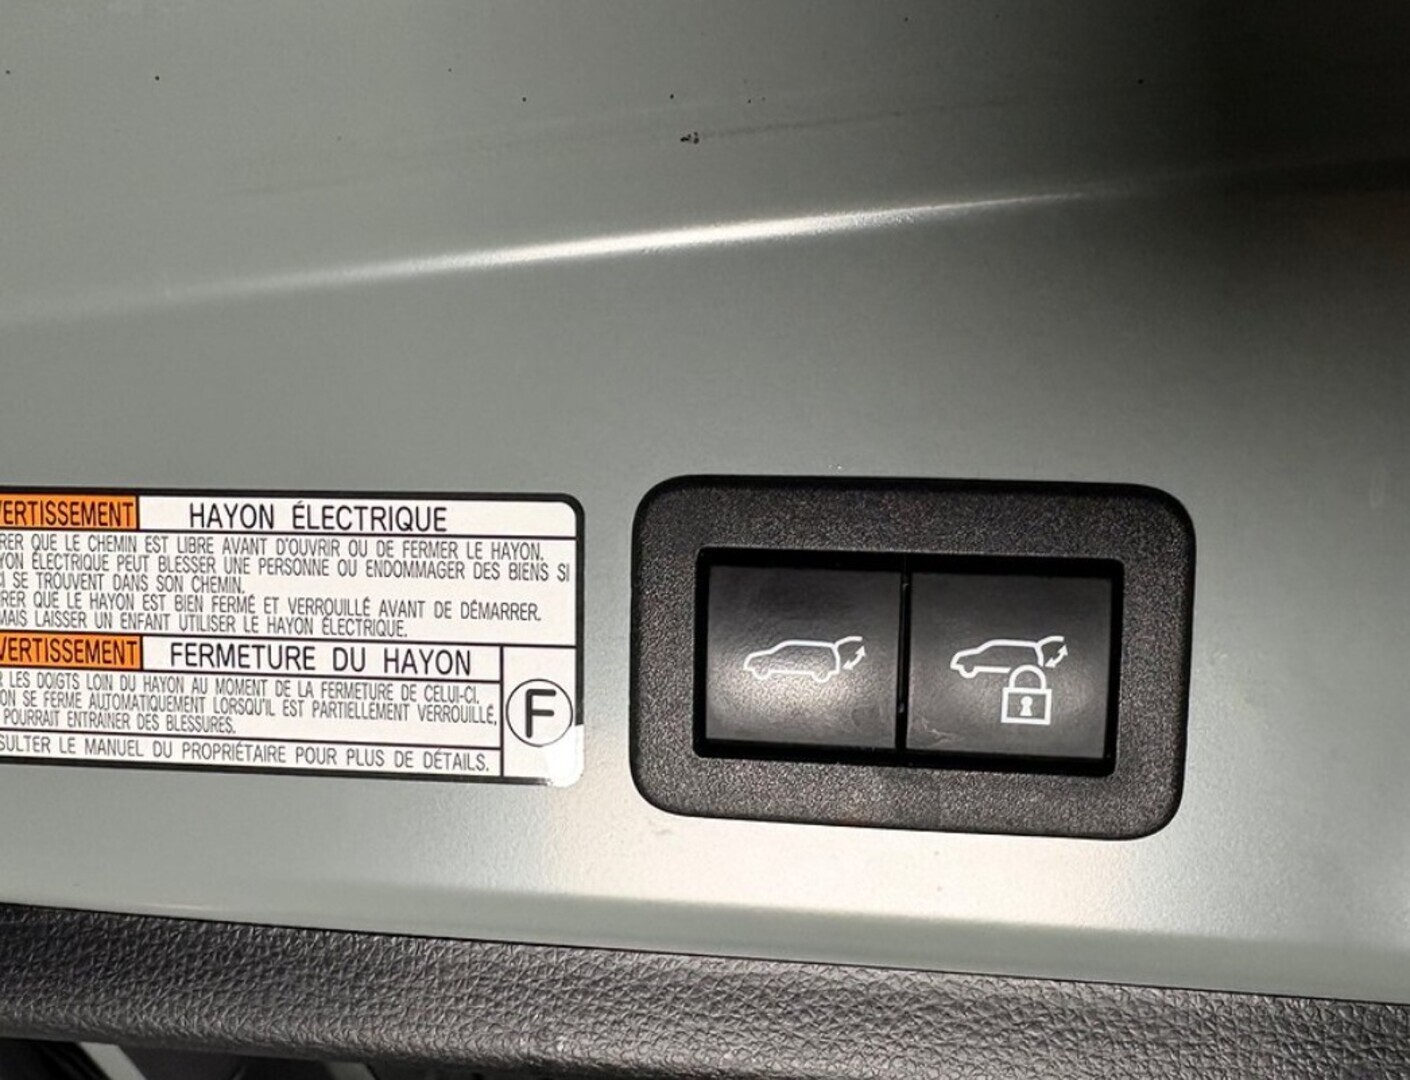 VERTISSEMENT HAYON ÉLECTRIQUE
RER QUE LE CHEMIN EST LIBRE AVANT D'OUVRIR OU DE FERMER LE HAYON.
YON ÉLECTRIQUE PEUT BLESSER UNE PERSONNE OU ENDOMMAGER DES BIENS SI
CI SE TROUVENT DANS SON CHEMIN.
RER QUE LE HAYON EST BIEN FERMÉ ET VERROUILLÉ AVANT DE DÉMARRER.
MAIS LAISSER UN ENFANT UTILISER LE HAYON ÉLECTRIQUE.
VERTISSEMENT FERMETURE DU HAYON
R LES DOIGTS LOIN DU HAYON AU MOMENT DE LA FERMETURE DE CELUI-CI.
ON SE FERME AUTOMATIQUEMENT LORSQU'IL EST PARTIELLEMENT VERROUILLÉ,
POURRAIT ENTRAINER DES BLESSURES.
SULTER LE MANUEL DU PROPRIÉTAIRE POUR PLUS DE DÉTAILS.
F